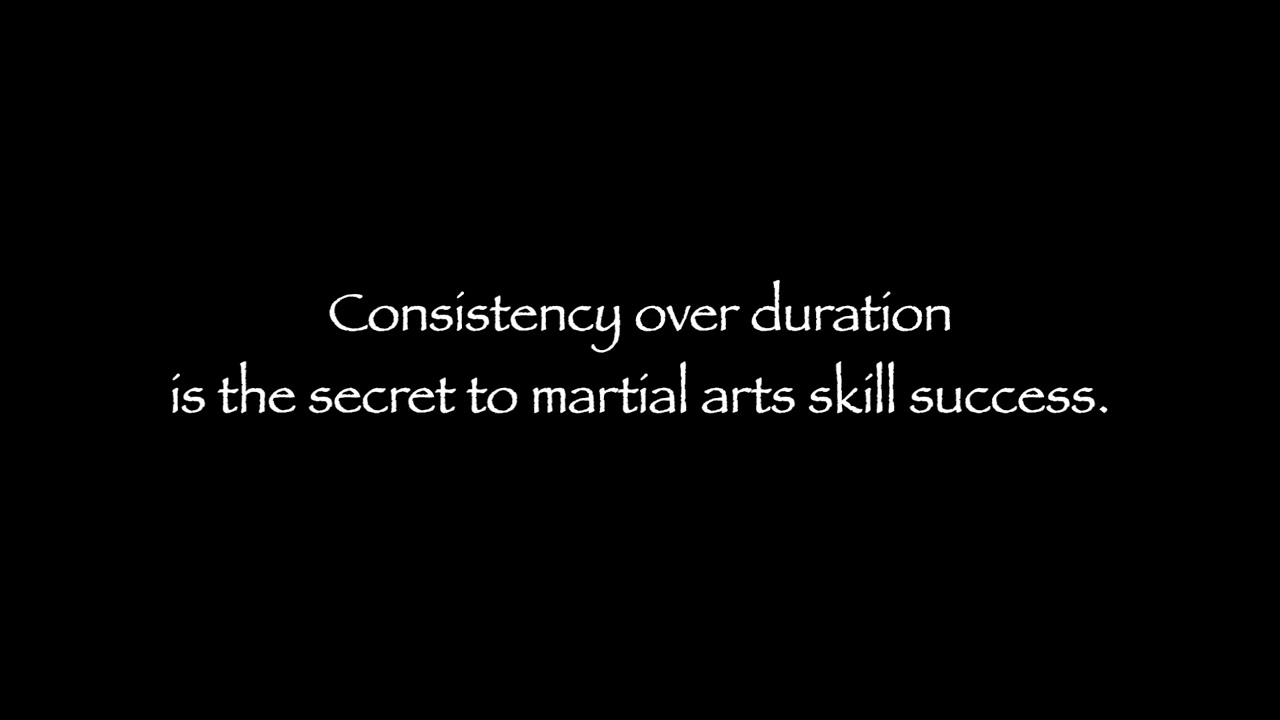 Consistency over duration
is the secret to martial arts skill success.